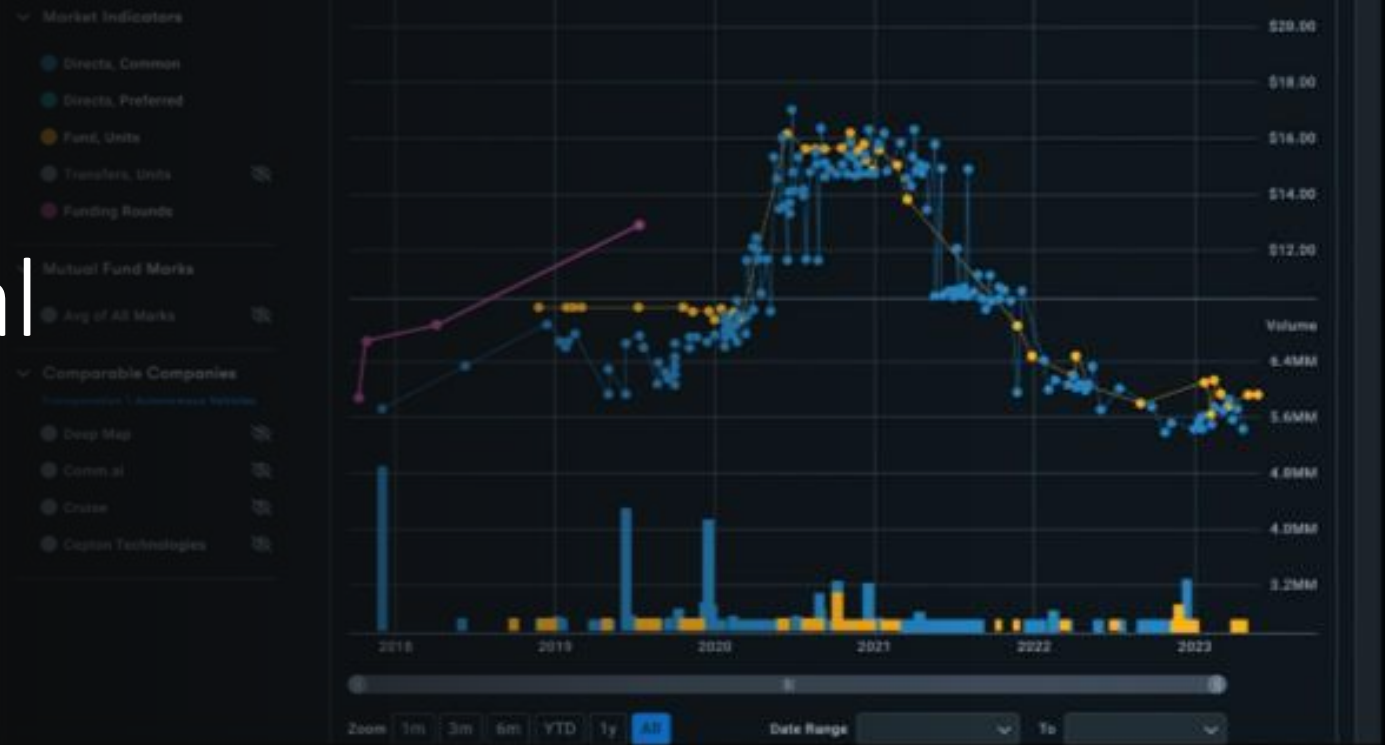 Market Indicators
Directs, Common
Directs, Preferred
Fund, Units
Transfers, Units
Funding Rounds
Mutual Fund Marks
Avg of All Marks
Comparable Companies
Autonomous Vehicles
Deep Map
Comm.ai
Cruise
Cepton Technologies
$20.00
$18.00
$16.00
$14.00
$12.00
Volume
6.4MM
5.6MM
4.8MM
4.0MM
3.2MM
2018 2019 2020 2021 2022 2023
Zoom 1m 3m 6m YTD 1y All Date Range To